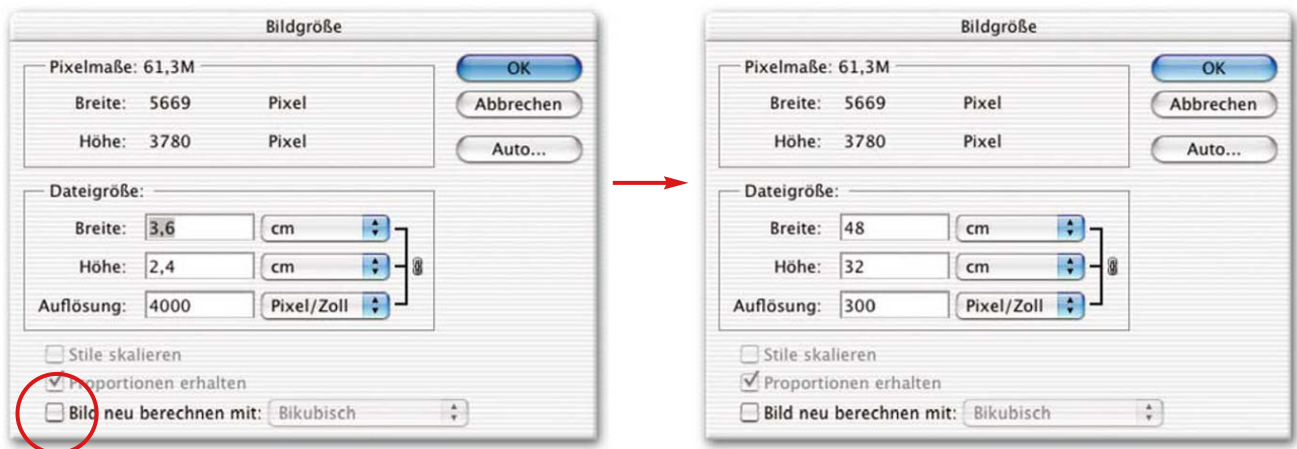 Bildgröße
Pixelmaße: 61,3M
Breite: 5669 Pixel
Höhe: 3780 Pixel
OK
Abbrechen
Auto...
Dateigröße:
Breite: 3,6 cm
Höhe: 2,4 cm
Auflösung: 4000 Pixel/Zoll
Stile skalieren
Proportionen erhalten
Bild neu berechnen mit: Bikubisch
Bildgröße
Pixelmaße: 61,3M
Breite: 5669 Pixel
Höhe: 3780 Pixel
OK
Abbrechen
Auto...
Dateigröße:
Breite: 48 cm
Höhe: 32 cm
Auflösung: 300 Pixel/Zoll
Stile skalieren
Proportionen erhalten
Bild neu berechnen mit: Bikubisch